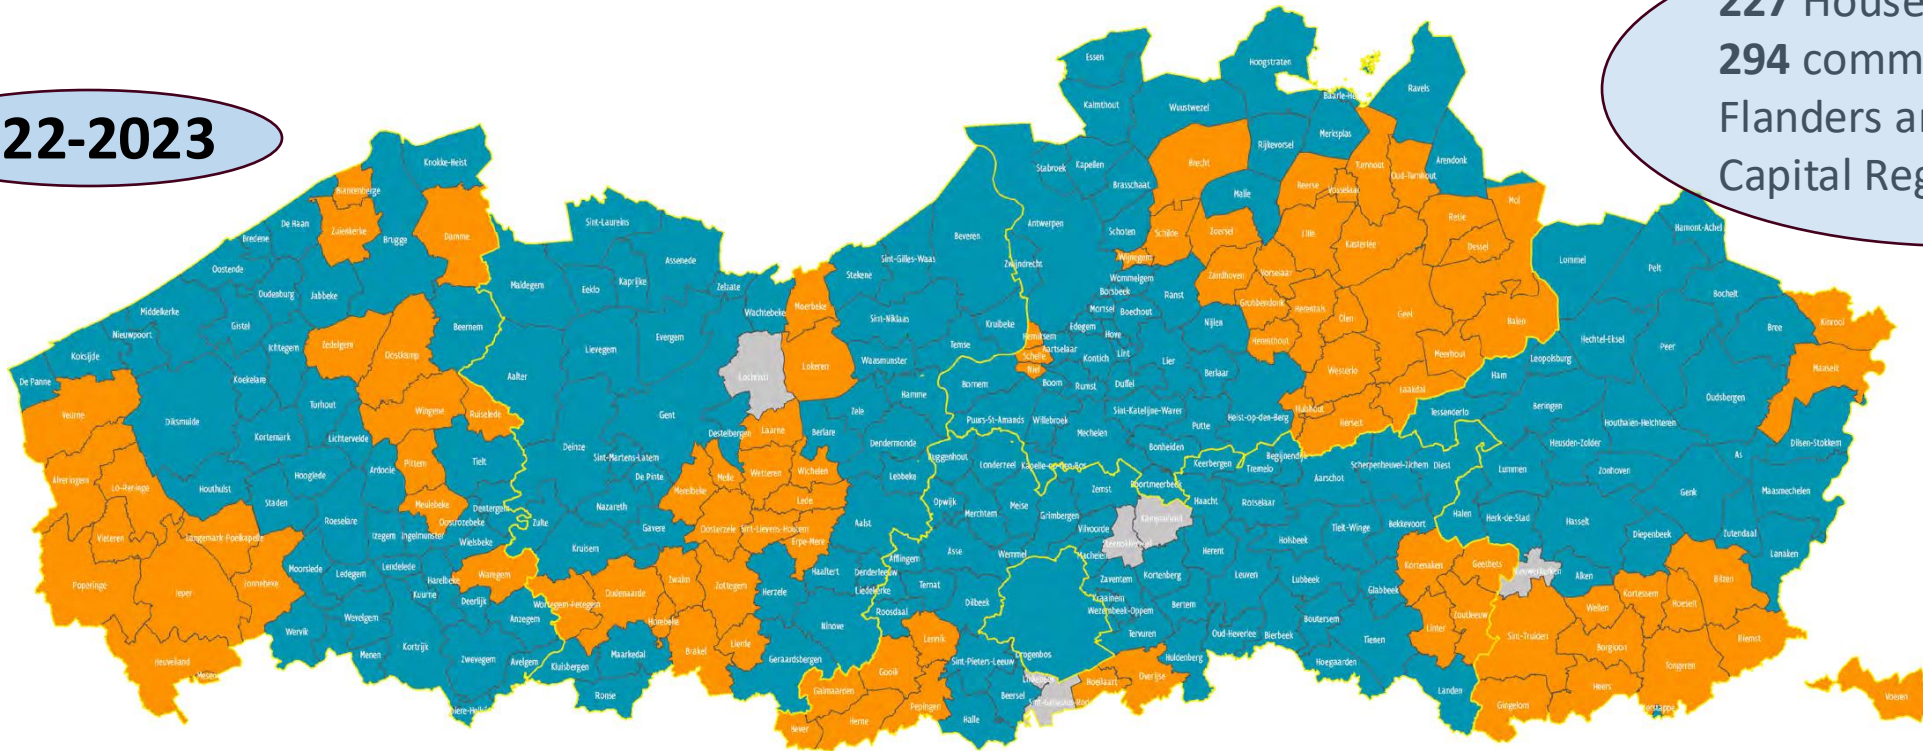 22-2023
227 House
294 comm
Flanders ar
Capital Reg
Essen
Hoogstraten
Kalmthout
Wuustwezel
Baarle-He
Ravels
Merksplas
Rijkevorsel
Brecht
Turnhout
Arendonk
Knokke-Heist
Stabroek
Kapellen
Brasschaat
Malle
Beerse
Vosselaar
Oud-Turnhout
Blankenberge
De Haan
Zuienkerke
Brugge
Damme
Sint-Laureins
Beveren
Antwerpen
Schoten
Schilde
Zoersel
Lille
Kasterlee
Retie
Mol
Dessel
Hamont-Achel
Bredene
Oostende
Assenede
Sint-Gilles-Waas
Zwijndrecht
Wijnegem
Wommelgem
Zandhoven
Vorselaar
Lommel
Pelt
Oudenburg
Jabbeke
Maldegem
Eeklo
Kaprijke
Zelzate
Stekene
Borsbeek
Ranst
Grobbendonk
Herentals
Bocholt
Middelkerke
Nieuwpoort
Gistel
Beernem
Wachtebeke
Moerbeke
Sint-Niklaas
Kruibeke
Mortsel
Boechout
Nijlen
Olen
Geel
Balen
Bree
Kinrooi
Koksijde
Ichtegem
Zedelgem
Oostkamp
Lievegem
Evergem
Temse
Hemiksem
Edegem
Hove
Aartselaar
Schelle
Kontich
Lint
Lier
Herenthout
Meerhout
Hechtel-Eksel
Peer
De Panne
Koekelare
Aalter
Lochristi
Lokeren
Waasmunster
Niel
Boom
Rumst
Duffel
Berlaar
Westerlo
Laakdal
Leopolsburg
Ham
Maaseik
Veurne
Diksmuide
Torhout
Wingene
Ruiselede
Gent
Hamme
Bornem
Hulshout
Herselt
Beringen
Oudsbergen
Kortemark
Lichtervelde
Destelbergen
Laarne
Berlare
Zele
Puurs-St-Amands
Willebroek
Sint-Katelijne-Warer
Heist-op-den-Berg
Putte
Tessenderlo
Houthalen-Helchteren
Mechelen
Bonheiden
Deinze
Sint-Martens-Latem
Dendermonde
Heusden-Zolder
Dilsen-Stokkem
Alveringem
Lo-Reninge
Houthulst
Hooglede
Ardooie
Pittem
Tielt
De Pinte
Merelbeke
Melle
Wetteren
Wichelen
Lebbeke
Buggenhout
Londerzeel
Kapelle-op-den-Bos
Keerbergen
Begijnendijk
Tremelo
Aarschot
Scherpenheuvel-Zichem
Diest
Lummen
Zonhoven
As
Genk
Maasmechelen
Staden
Meulebeke
Dentergem
Nazareth
Lede
Opwijk
Merchtem
Meise
Zemst
Boortmeerbeek
Haacht
Rotselaar
Vleteren
Langemark-Poelkapelle
Roeselare
Oostrozebeke
Zulte
Gavere
Oosterzele
Sint-Lievens-Houtem
Aalst
Grimbergen
Kampenhout
Vilvoorde
Tielt-Winge
Bekkevoort
Halen
Herk-de-Stad
Hasselt
Izegem
Ingelmunster
Wielsbeke
Kruisem
Erpe-Mere
Asse
Wemmel
Steenokkerzeel
Machelen
Herent
Holsbeek
Diepenbeek
Zutendaal
Lanaken
Poperinge
Ieper
Zonnebeke
Moorslede
Ledegem
Lendelede
Harelbeke
Kuurne
Waregem
Haaltert
Denderleeuw
Affligem
Liedekerke
Ternat
Zaventem
Kortenberg
Leuven
Lubbeek
Glabbeek
Kortenaken
Geetbets
Nieuwerkerken
Alken
Kortessem
Bilzen
Deerlijk
Oudenaarde
Zwalm
Zottegem
Herzele
Roosdaal
Dilbeek
Kraainem
Wezembeek-Oppem
Bertem
Wervik
Wevelgem
Anzegem
Wortegem-Petegem
Horebeke
Ninove
Tervuren
Oud-Heverlee
Bierbeek
Boutersem
Tienen
Linter
Zoutleeuw
Wellen
Hoeselt
Sint-Truiden
Borgloon
Riemst
Menen
Kortrijk
Zwevegem
Avelgem
Kluisbergen
Maarkedal
Brakel
Lierde
Geraardsbergen
Lennik
Sint-Pieters-Leeuw
Drogenbos
Huldenberg
Hoegaarden
Tongeren
Heuvelland
Mesen
Ronse
Gooik
Galmaarden
Pepingen
Beersel
Linkebeek
Hoeilaart
Overijse
Landen
Heers
Herne
Halle
Gingelom
Voeren
Bever